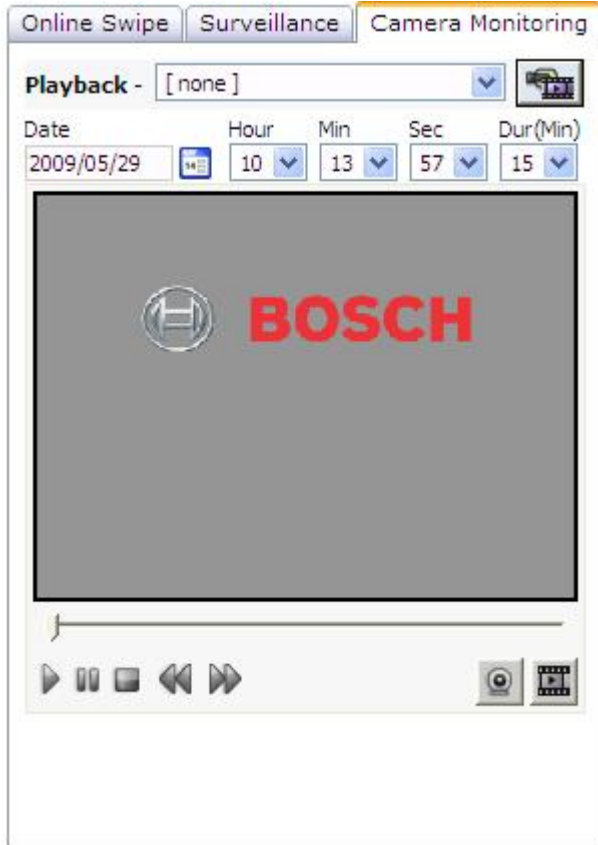 Online Swipe Surveillance Camera Monitoring
Playback - [ none ]
Date Hour Min Sec Dur(Min)
2009/05/29 10 13 57 15
BOSCH